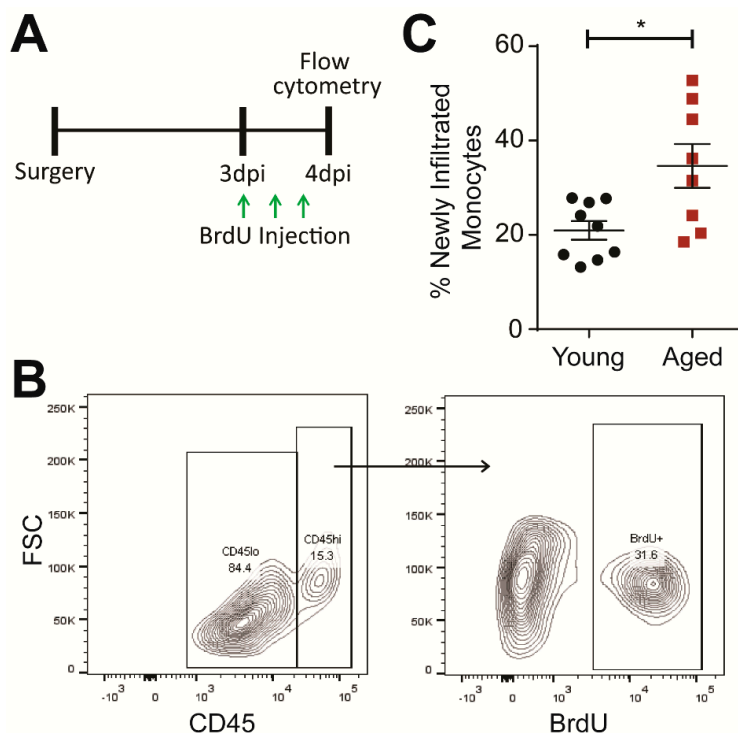 A
Flow
cytometry
Surgery
3dpi
4dpi
BrdU Injection
C
*
60
40
20
0
% Newly Infiltrated
Monocytes
Young
Aged
B
250K
200K
150K
100K
50K
0
FSC
CD45lo
84.4
CD45hi
15.3
-10^3
0
10^3
10^4
10^5
CD45
250K
200K
150K
100K
50K
0
BrdU+
31.6
-10^3
0
10^3
10^4
10^5
BrdU